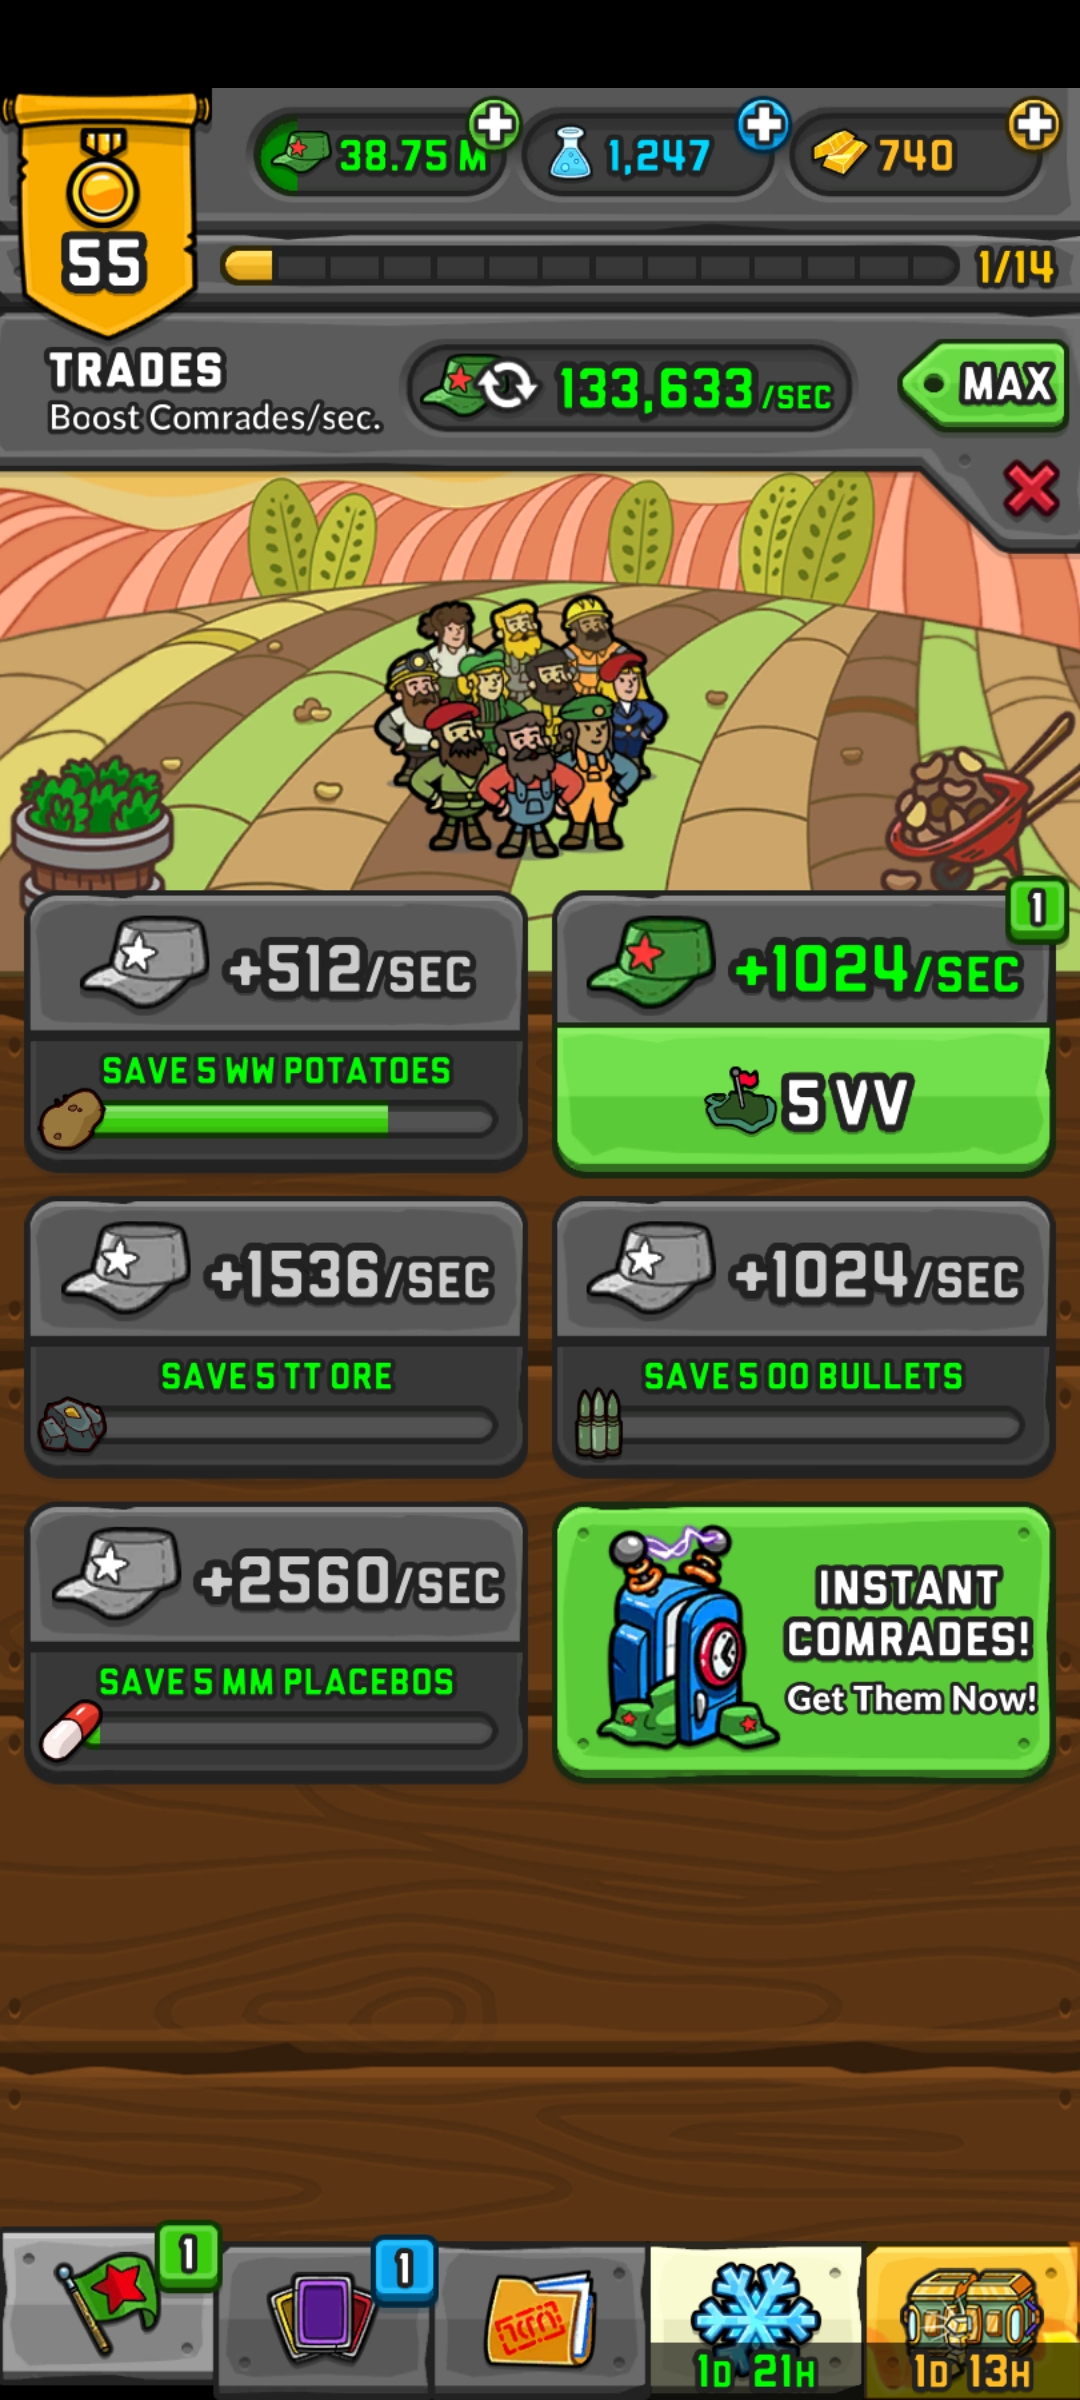 38.75 M
1,247
740
55
1/14
TRADES
Boost Comrades/sec.
133,633/SEC
MAX
+512/SEC
SAVE 5 WW POTATOES
1
+1024/SEC
5 VV
+1536/SEC
SAVE 5 TT ORE
+1024/SEC
SAVE 5 OO BULLETS
+2560/SEC
SAVE 5 MM PLACEBOS
INSTANT
COMRADES!
Get Them Now!
1
1
1D 21H
1D 13H